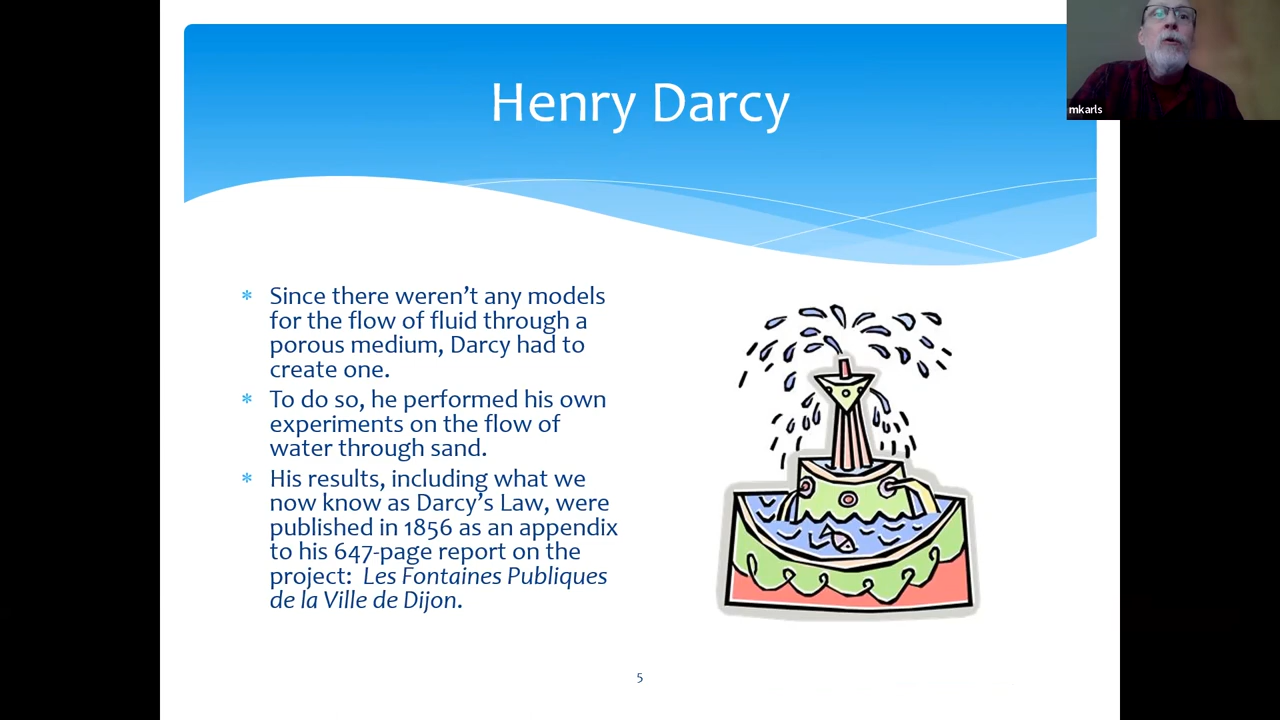 Henry Darcy
mkarls
* Since there weren't any models
for the flow of fluid through a
porous medium, Darcy had to
create one.
* To do so, he performed his own
experiments on the flow of
water through sand.
* His results, including what we
now know as Darcy's Law, were
published in 1856 as an appendix
to his 647-page report on the
project:  Les Fontaines Publiques
de la Ville de Dijon.
5